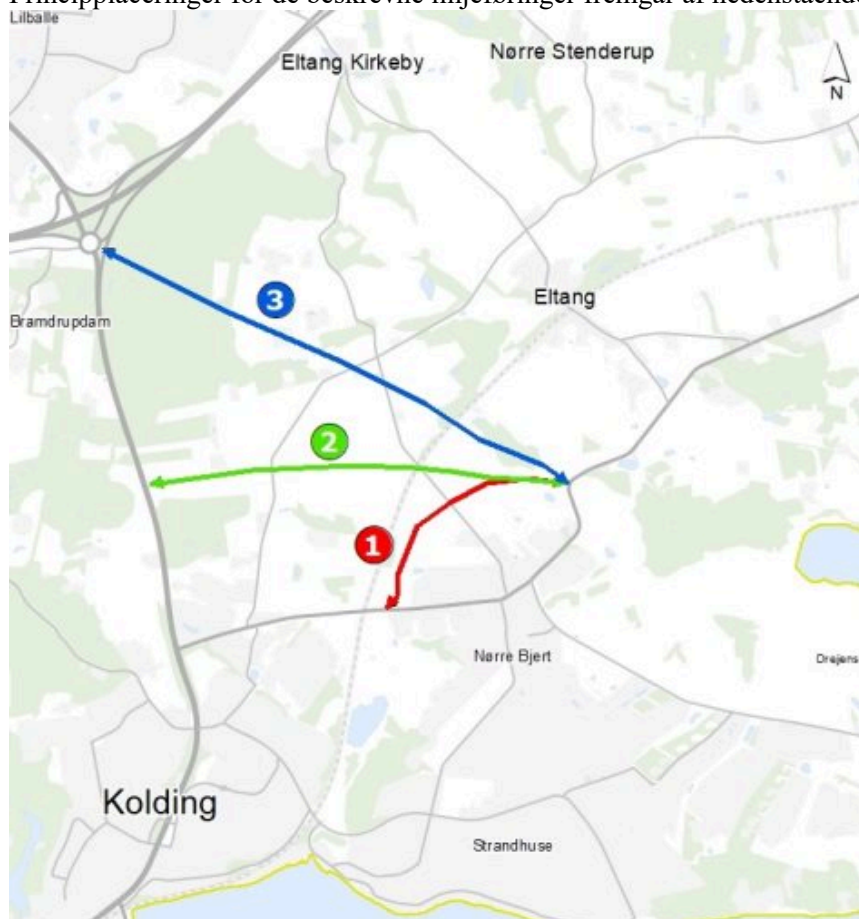 Principplaceringer for de beskrevne linjeføringer fremgår af nedenstående
Lilballe
Eltang Kirkeby
Nørre Stenderup
N
3
Eltang
Bramdrupdam
2
1
Nørre Bjert
Drejens
Kolding
Strandhuse